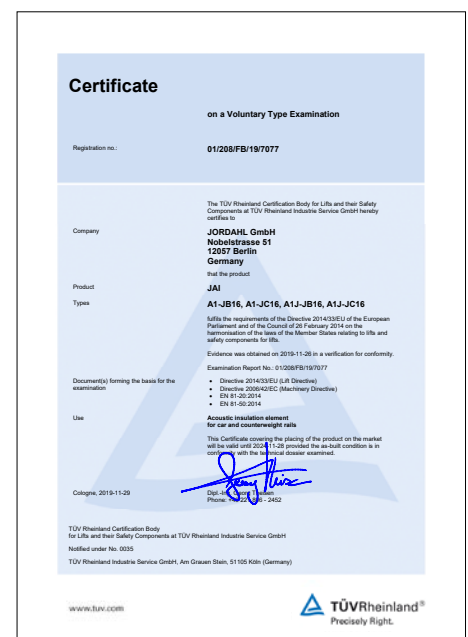 Certificate
on a Voluntary Type Examination
Registration no.: 01/208/FB/19/7077
The TÜV Rheinland Certification Body for Lifts and their Safety
Components at TÜV Rheinland Industrie Service GmbH hereby
certifies to
Company JORDAHL GmbH
Nobelstrasse 51
12057 Berlin
Germany
that the product
Product JAI
Types A1-JB16, A1-JC16, A1J-JB16, A1J-JC16
fulfils the requirements of the Directive 2014/33/EU of the European
Parliament and of the Council of 26 February 2014 on the
harmonisation of the laws of the Member States relating to lifts and
safety components for lifts.
Evidence was obtained on 2019-11-26 in a verification for conformity.
Examination Report No.: 01/208/FB/19/7077
Document(s) forming the basis for the
examination
• Directive 2014/33/EU (Lift Directive)
• Directive 2006/42/EC (Machinery Directive)
• EN 81-20:2014
• EN 81-50:2014
Use Acoustic insulation element
for car and counterweight rails
This Certificate covering the placing of the product on the market
will be valid until 2024-11-28 provided the as-built condition is in
conformity with the technical dossier examined.
Cologne, 2019-11-29 Dipl.-Ing.
Phone: - 2452
TÜV Rheinland Certification Body
for Lifts and their Safety Components at TÜV Rheinland Industrie Service GmbH
Notified under No. 0035
TÜV Rheinland Industrie Service GmbH, Am Grauen Stein, 51105 Köln (Germany)
www.tuv.com
TÜVRheinland®
Precisely Right.